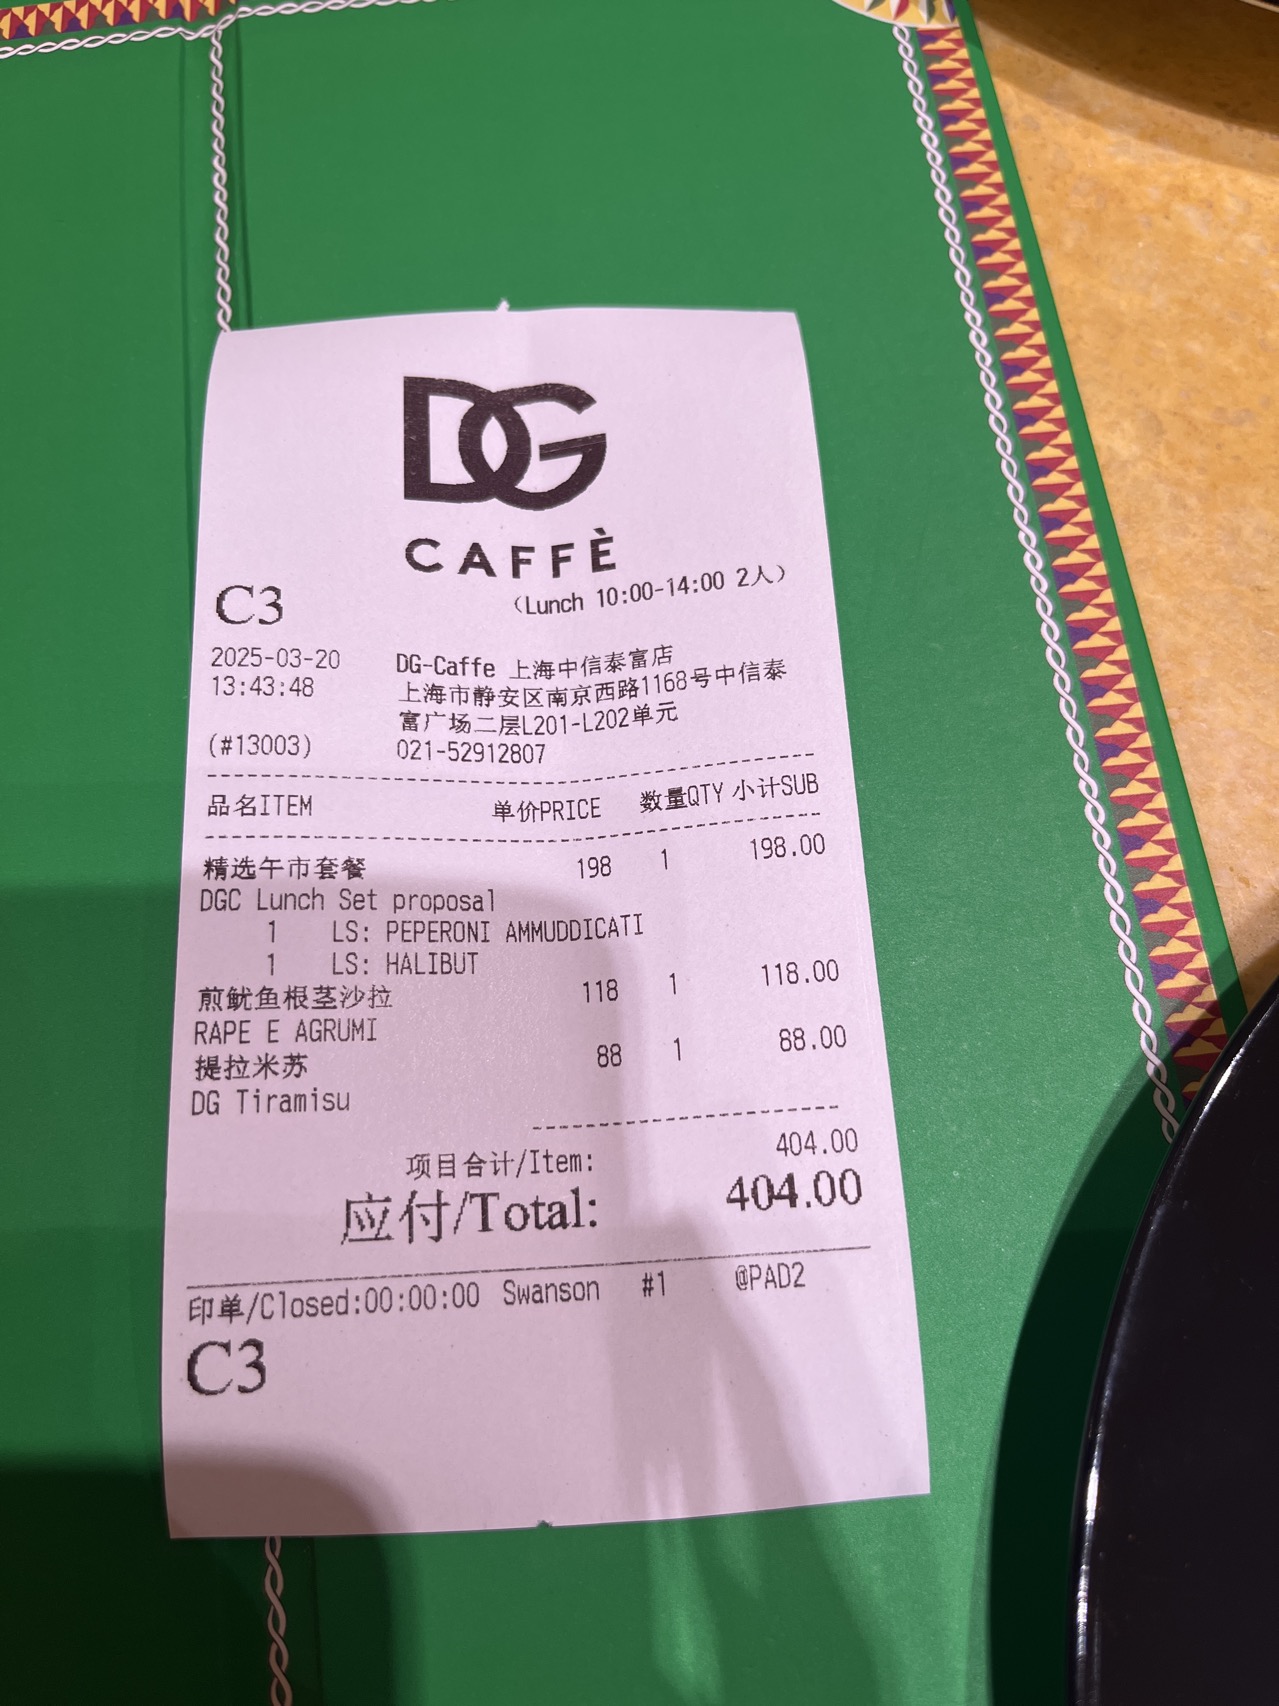 DG
CAFFÈ
C3 （Lunch 10:00-14:00 2人）
2025-03-20 DG-Caffe 上海中信泰富店
13:43:48 上海市静安区南京西路1168号中信泰
富广场二层L201-L202单元
(#13003) 021-52912807
品名ITEM 单价PRICE 数量QTY 小计SUB
精选午市套餐 198 1 198.00
DGC Lunch Set proposal
1 LS: PEPERONI AMMUDDICATI
1 LS: HALIBUT
煎鱿鱼根茎沙拉 118 1 118.00
RAPE E AGRUMI
提拉米苏 88 1 88.00
DG Tiramisu
项目合计/Item: 404.00
应付/Total: 404.00
印单/Closed:00:00:00 Swanson #1 @PAD2
C3